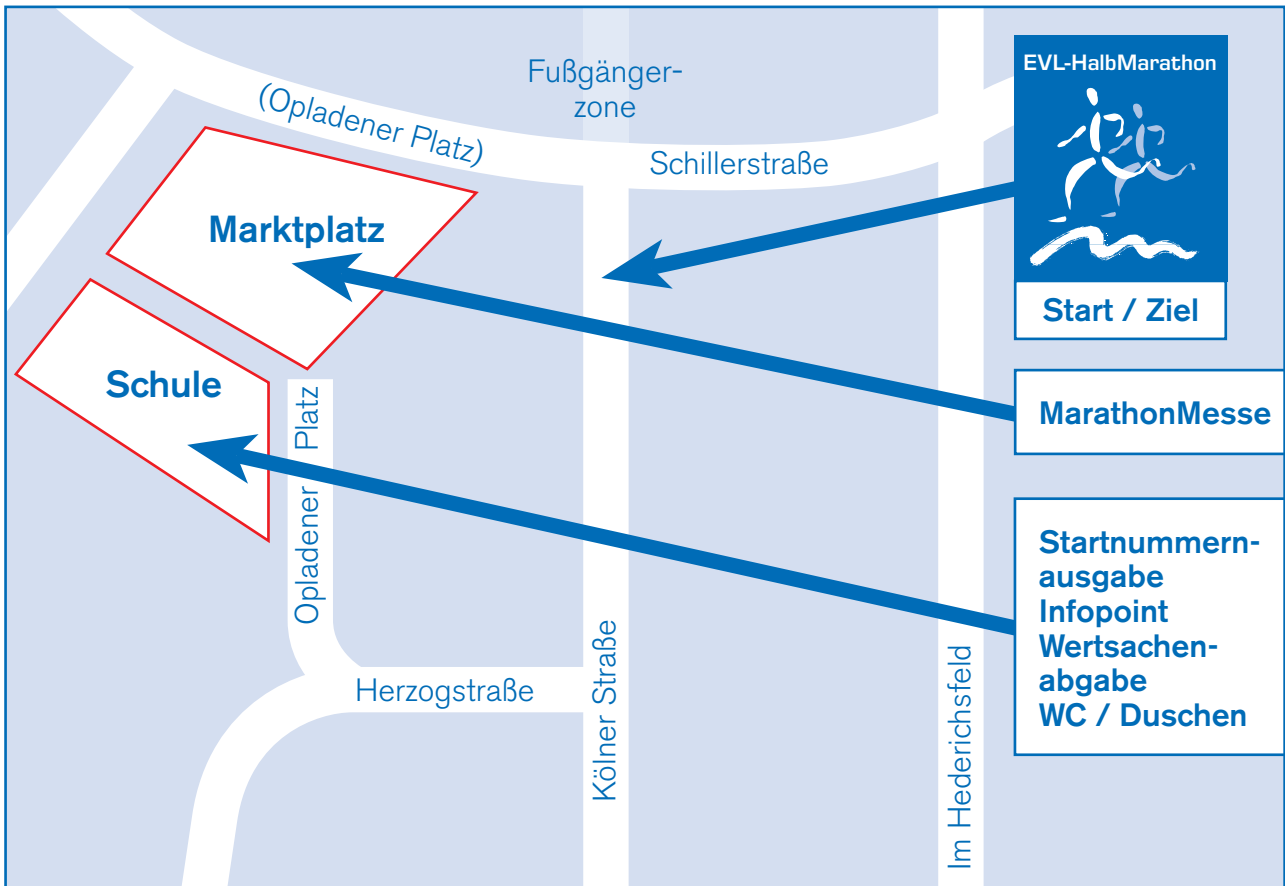 EVL-HalbMarathon
Fußgänger-
zone
(Opladener Platz)
Schillerstraße
Marktplatz
Start / Ziel
Schule
MarathonMesse
Opladener Platz
Startnummern-
ausgabe
Infopoint
Wertsachen-
abgabe
WC / Duschen
Herzogstraße
Kölner Straße
Im Hederichsfeld